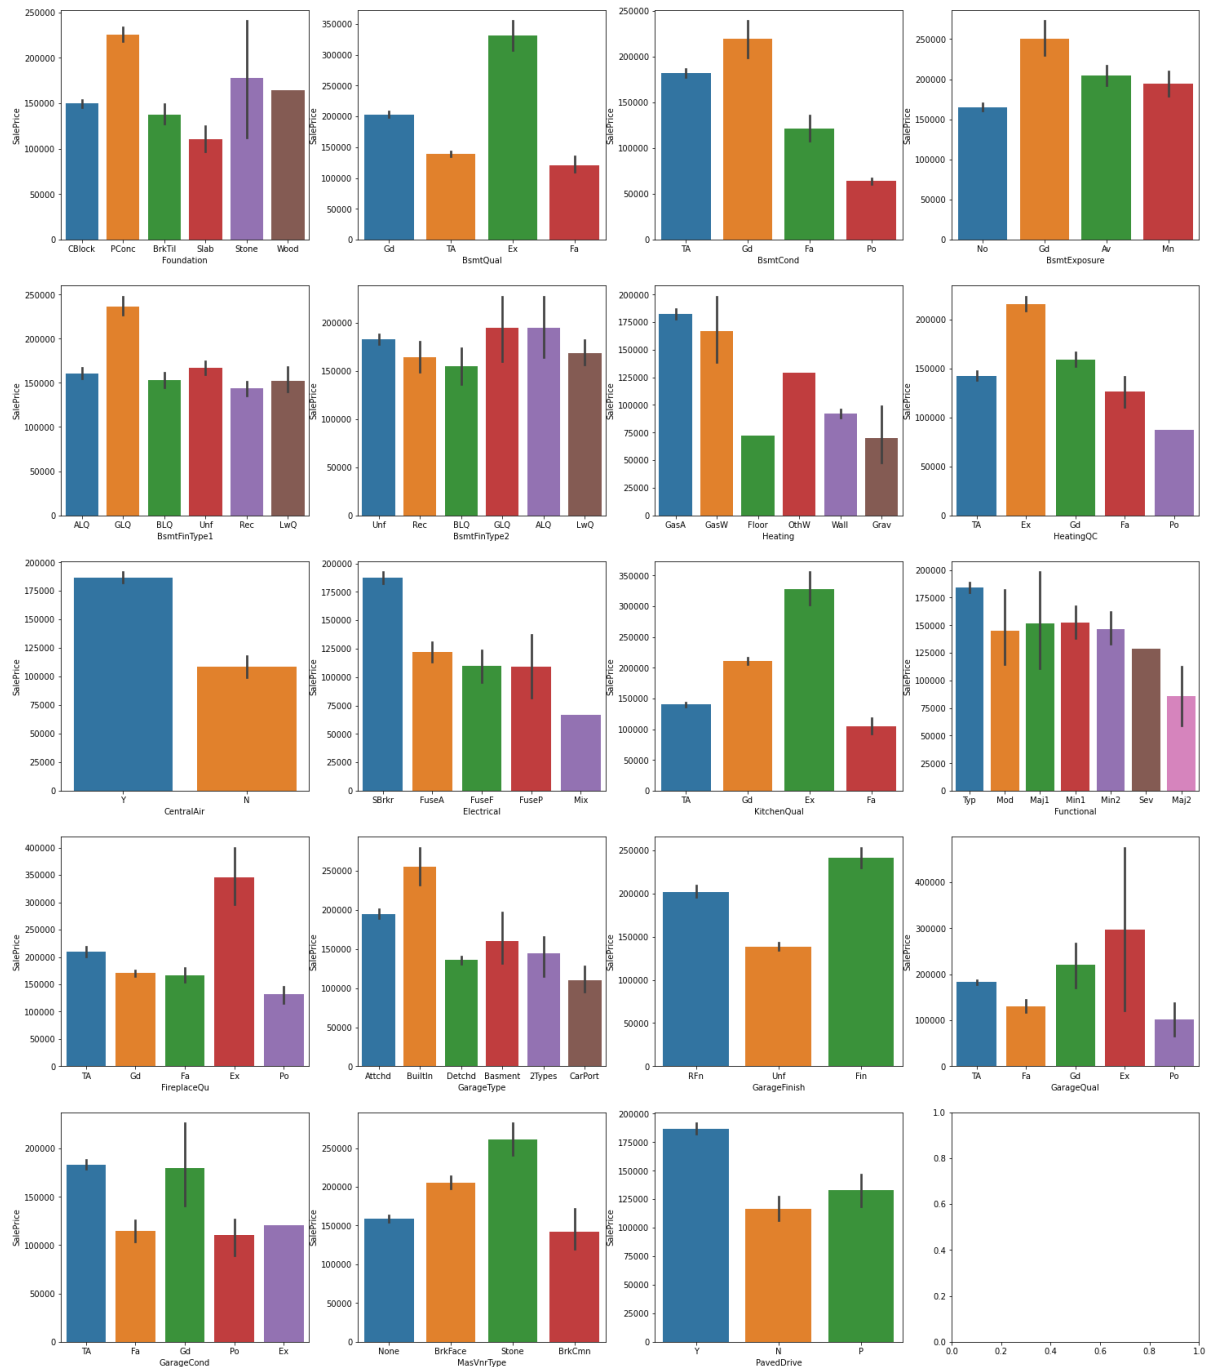 250000
200000
150000
100000
50000
0
SalePrice
CBlock PConc BrkTil Slab Stone Wood
Foundation
350000
300000
250000
200000
150000
100000
50000
0
SalePrice
Gd TA Ex Fa
BsmtQual
250000
200000
150000
100000
50000
0
SalePrice
TA Gd Fa Po
BsmtCond
250000
200000
150000
100000
50000
0
SalePrice
No Gd Av Mn
BsmtExposure
250000
200000
150000
100000
50000
0
SalePrice
ALQ GLQ BLQ Unf Rec LwQ
BsmtFinType1
200000
150000
100000
50000
0
SalePrice
Unf Rec BLQ GLQ ALQ LwQ
BsmtFinType2
200000
175000
150000
125000
100000
75000
50000
25000
0
SalePrice
GasA GasW Floor OthW Wall Grav
Heating
200000
150000
100000
50000
0
SalePrice
TA Ex Gd Fa Po
HeatingQC
200000
175000
150000
125000
100000
75000
50000
25000
0
SalePrice
Y N
CentralAir
200000
175000
150000
125000
100000
75000
50000
25000
0
SalePrice
SBrkr FuseA FuseF FuseP Mix
Electrical
350000
300000
250000
200000
150000
100000
50000
0
SalePrice
TA Gd Ex Fa
KitchenQual
200000
175000
150000
125000
100000
75000
50000
25000
0
SalePrice
Typ Mod Maj1 Min1 Min2 Sev Maj2
Functional
400000
350000
300000
250000
200000
150000
100000
50000
0
SalePrice
TA Gd Fa Ex Po
FireplaceQu
250000
200000
150000
100000
50000
0
SalePrice
Attchd BuiltIn Detchd Basment 2Types CarPort
GarageType
250000
200000
150000
100000
50000
0
SalePrice
RFn Unf Fin
GarageFinish
400000
300000
200000
100000
0
SalePrice
TA Fa Gd Ex Po
GarageQual
200000
150000
100000
50000
0
SalePrice
TA Fa Gd Po Ex
GarageCond
250000
200000
150000
100000
50000
0
SalePrice
None BrkFace Stone BrkCmn
MasVnrType
200000
175000
150000
125000
100000
75000
50000
25000
0
SalePrice
Y N P
PavedDrive
1.0
0.8
0.6
0.4
0.2
0.0
0.0 0.2 0.4 0.6 0.8 1.0